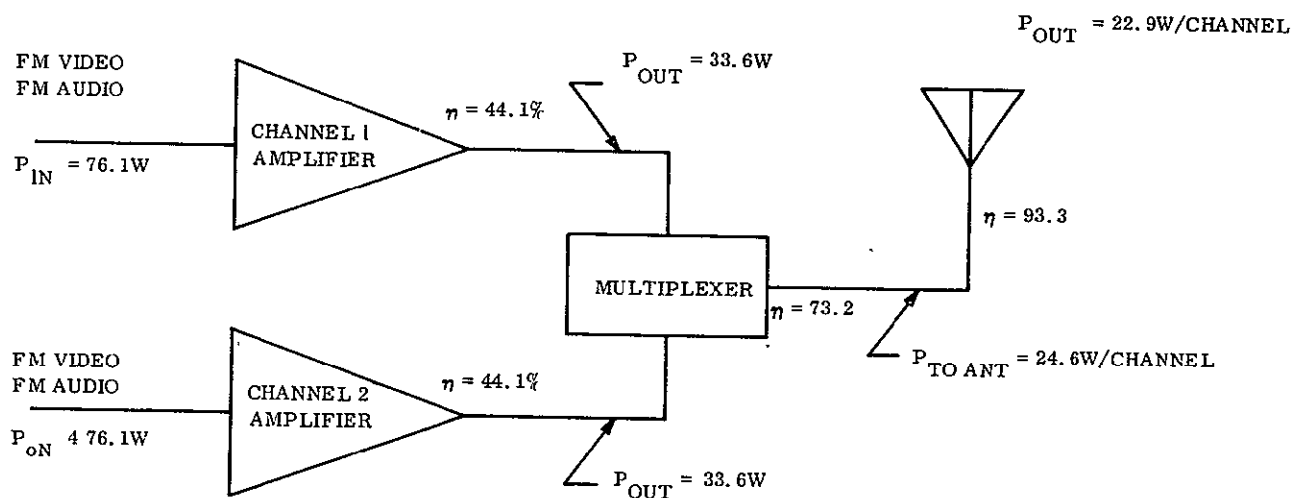 P_OUT = 22.9W/CHANNEL
FM VIDEO
FM AUDIO
P_OUT = 33.6W
η = 44.1%
CHANNEL 1
AMPLIFIER
P_IN = 76.1W
η = 93.3
MULTIPLEXER
η = 73.2
P_TO ANT = 24.6W/CHANNEL
FM VIDEO
FM AUDIO
η = 44.1%
CHANNEL 2
AMPLIFIER
P_oN 4 76.1W
P_OUT = 33.6W